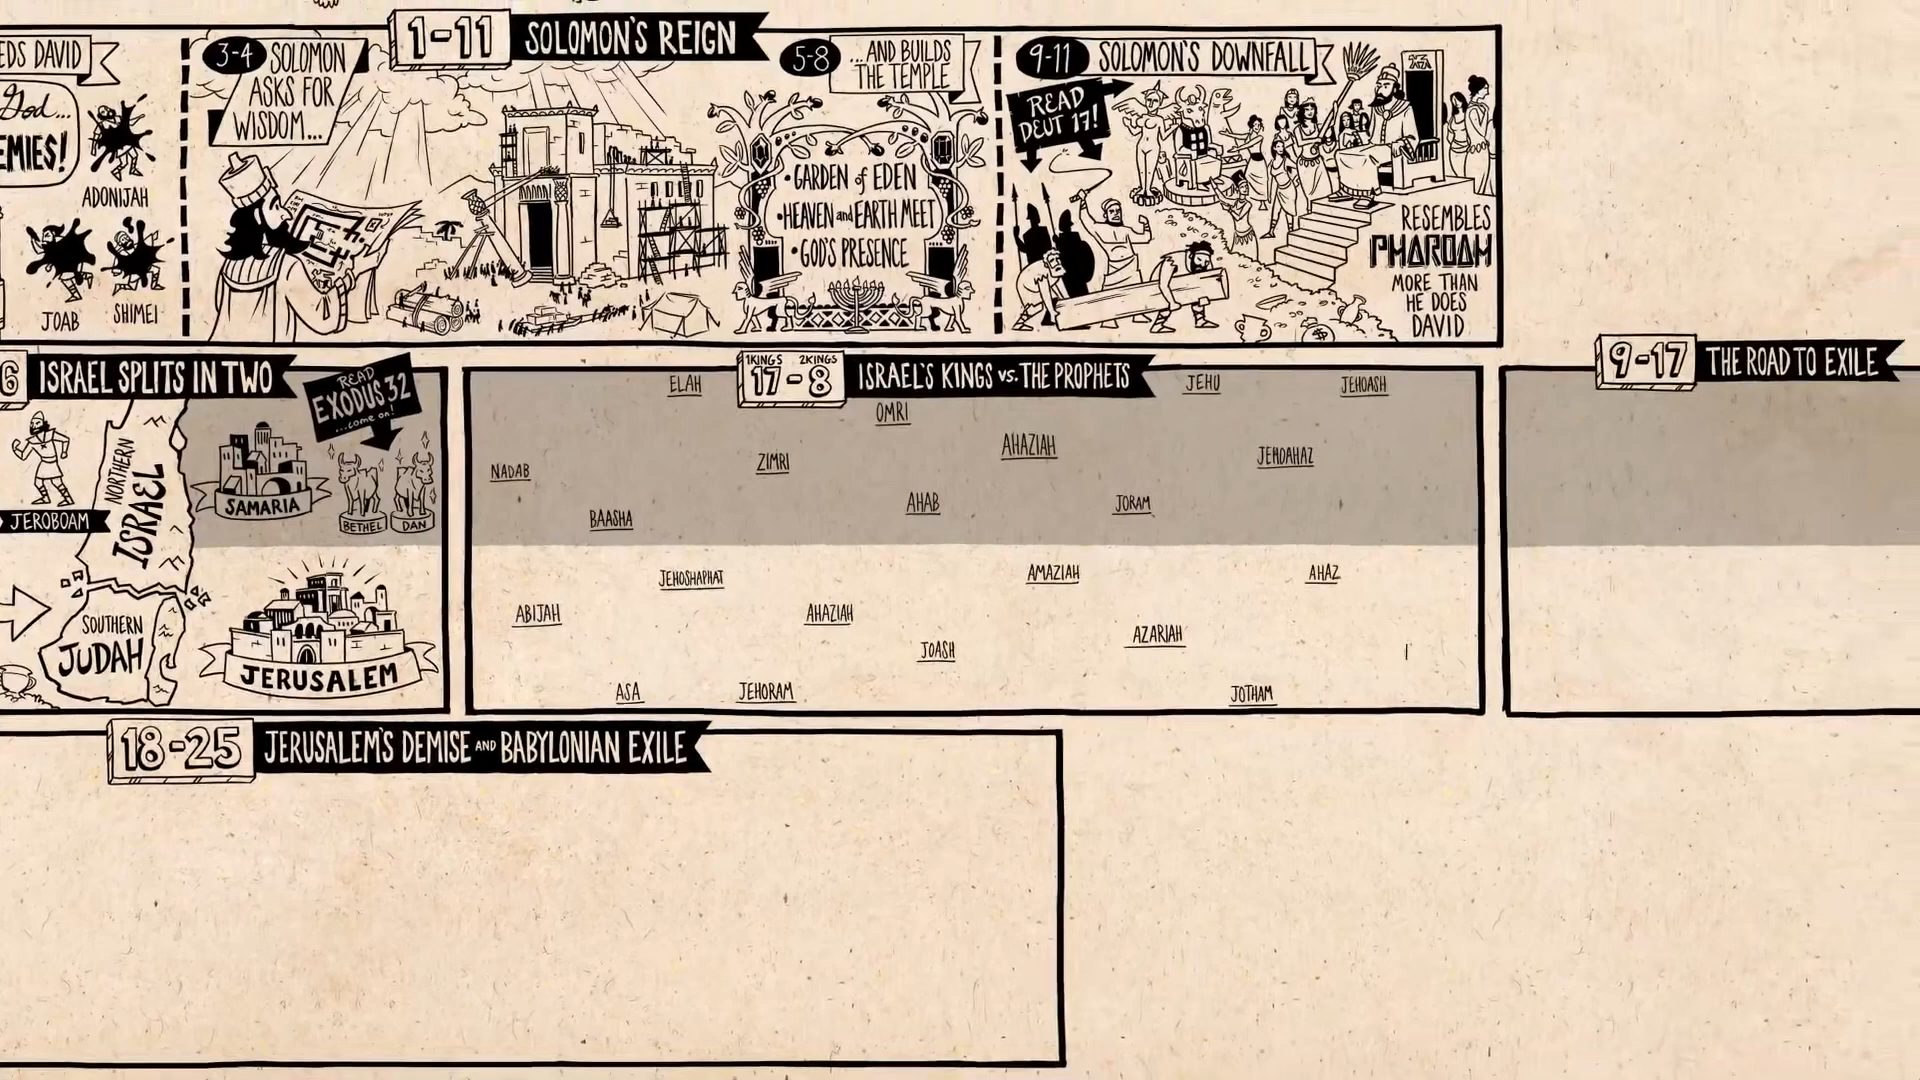 EDS DAVID
God...
EMIES!
ADONIJAH
JOAB
SHIMEI
1-11 SOLOMON'S REIGN
3-4 SOLOMON
ASKS FOR
WISDOM...
5-8 ...AND BUILDS
THE TEMPLE
•GARDEN of EDEN
•HEAVEN and EARTH MEET
•GOD'S PRESENCE
9-11 SOLOMON'S DOWNFALL
READ
DEUT 17!
RESEMBLES
PHAROAH
MORE THAN
HE DOES
DAVID
6 ISRAEL SPLITS IN TWO
READ
EXODUS 32
...come on!
JEROBOAM
NORTHERN
ISRAEL
SAMARIA
BETHEL
DAN
SOUTHERN
JUDAH
JERUSALEM
1KINGS 2KINGS
17-8 ISRAEL'S KINGS vs. THE PROPHETS
ELAH
JEHU
JEHOASH
OMRI
AHAZIAH
ZIMRI
JEHOAHAZ
NADAB
AHAB
JORAM
BAASHA
JEHOSHAPHAT
AMAZIAH
AHAZ
ABIJAH
AHAZIAH
AZARIAH
JOASH
ASA
JEHORAM
JOTHAM
9-17 THE ROAD TO EXILE
18-25 JERUSALEM'S DEMISE AND BABYLONIAN EXILE